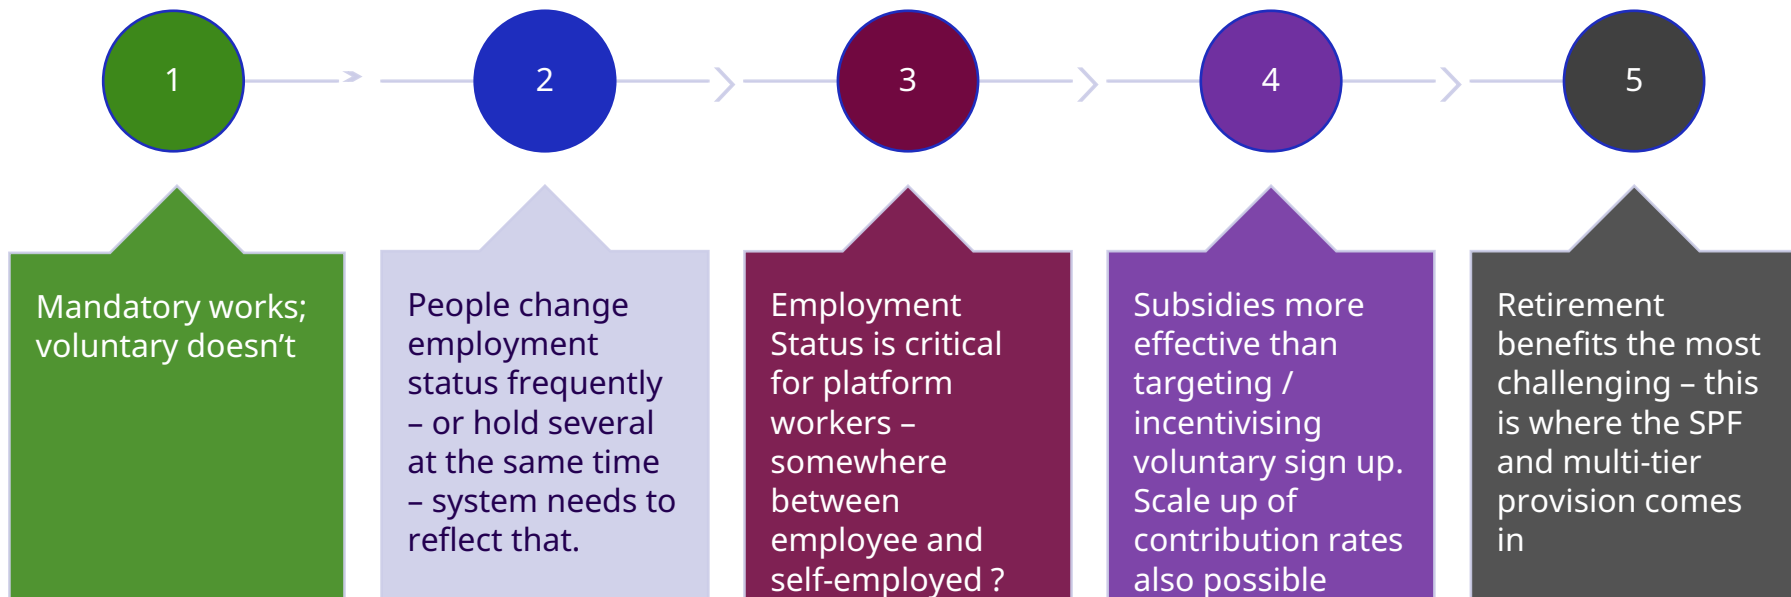 1
2
3
4
5
Mandatory works;
voluntary doesn’t
People change
employment
status frequently
– or hold several
at the same time
– system needs to
reflect that.
Employment
Status is critical
for platform
workers –
somewhere
between
employee and
self-employed ?
Subsidies more
effective than
targeting /
incentivising
voluntary sign up.
Scale up of
contribution rates
also possible
Retirement
benefits the most
challenging – this
is where the SPF
and multi-tier
provision comes
in